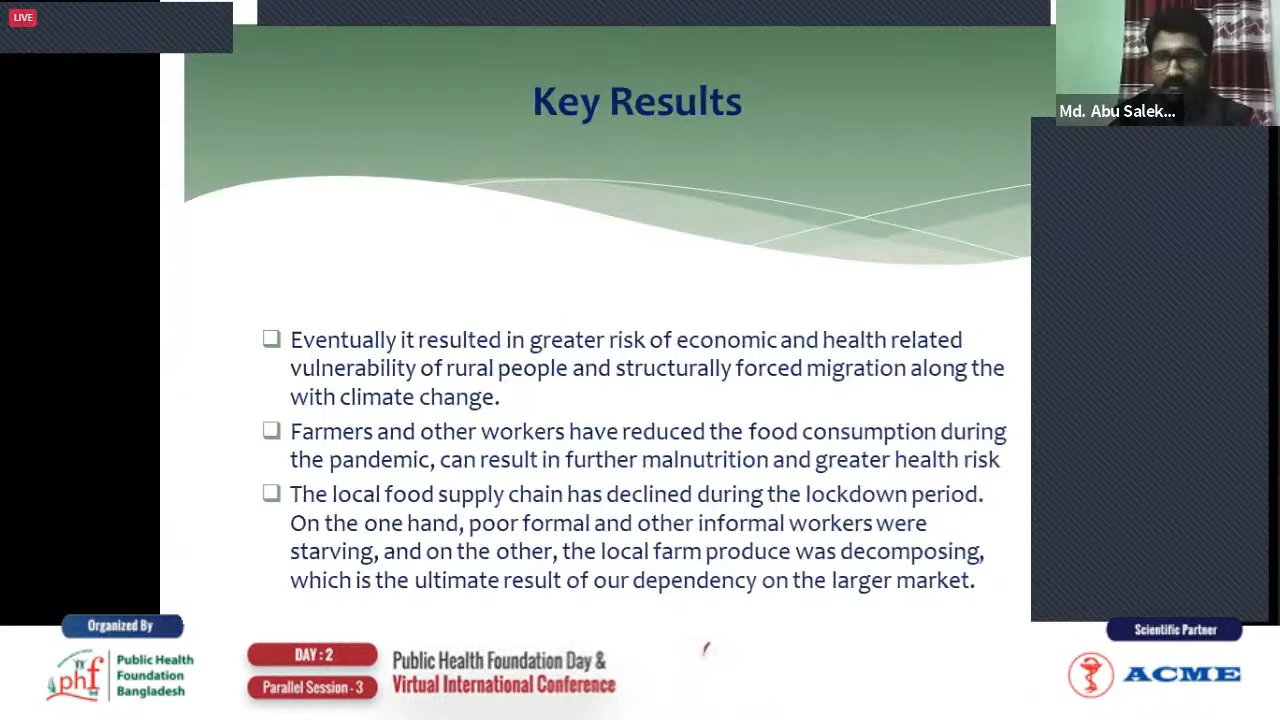 LIVE
Key Results
Md. Abu Salek...
Eventually it resulted in greater risk of economic and health related
vulnerability of rural people and structurally forced migration along the
with climate change.
Farmers and other workers have reduced the food consumption during
the pandemic, can result in further malnutrition and greater health risk
The local food supply chain has declined during the lockdown period.
On the one hand, poor formal and other informal workers were
starving, and on the other, the local farm produce was decomposing,
which is the ultimate result of our dependency on the larger market.
Organized By
phf
Public Health
Foundation
Bangladesh
DAY : 2
Parallel Session - 3
Public Health Foundation Day &
Virtual International Conference
Scientific Partner
ACME